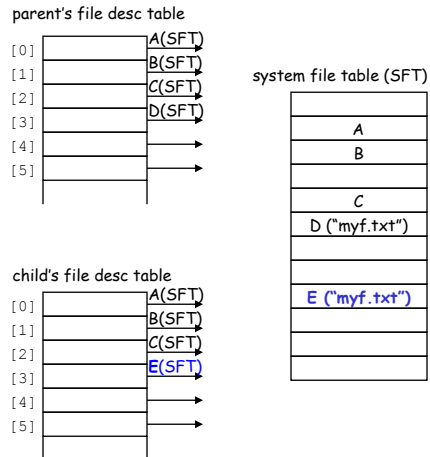 parent's file desc table
[0] A(SFT)
[1] B(SFT)
[2] C(SFT)
[3] D(SFT)
[4]
[5]
system file table (SFT)
A
B
C
D ("myf.txt")
E ("myf.txt")
child's file desc table
[0] A(SFT)
[1] B(SFT)
[2] C(SFT)
[3] E(SFT)
[4]
[5]